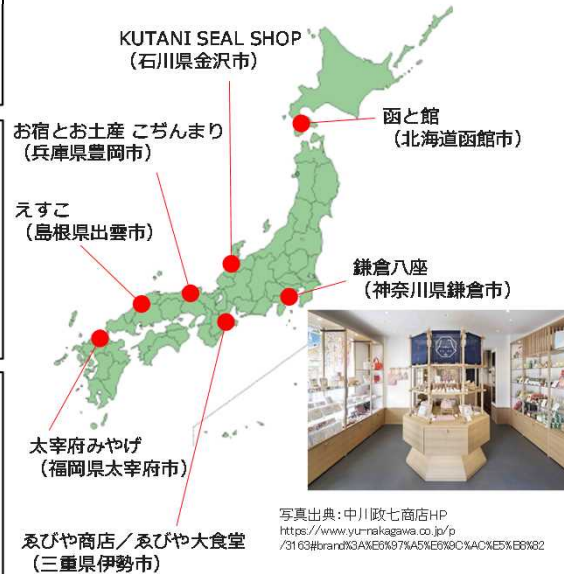 KUTANI SEAL SHOP
（石川県金沢市）
函と館
（北海道函館市）
お宿とお土産 こぢんまり
（兵庫県豊岡市）
えすこ
（島根県出雲市）
鎌倉八座
（神奈川県鎌倉市）
太宰府みやげ
（福岡県太宰府市）
ゑびや商店／ゑびや大食堂
（三重県伊勢市）
写真出典：中川政七商店HP
https://www.yu-nakagawa.co.jp/p
/3163#brand%3A%E6%97%A5%E6%9C%AC%E5%B8%82